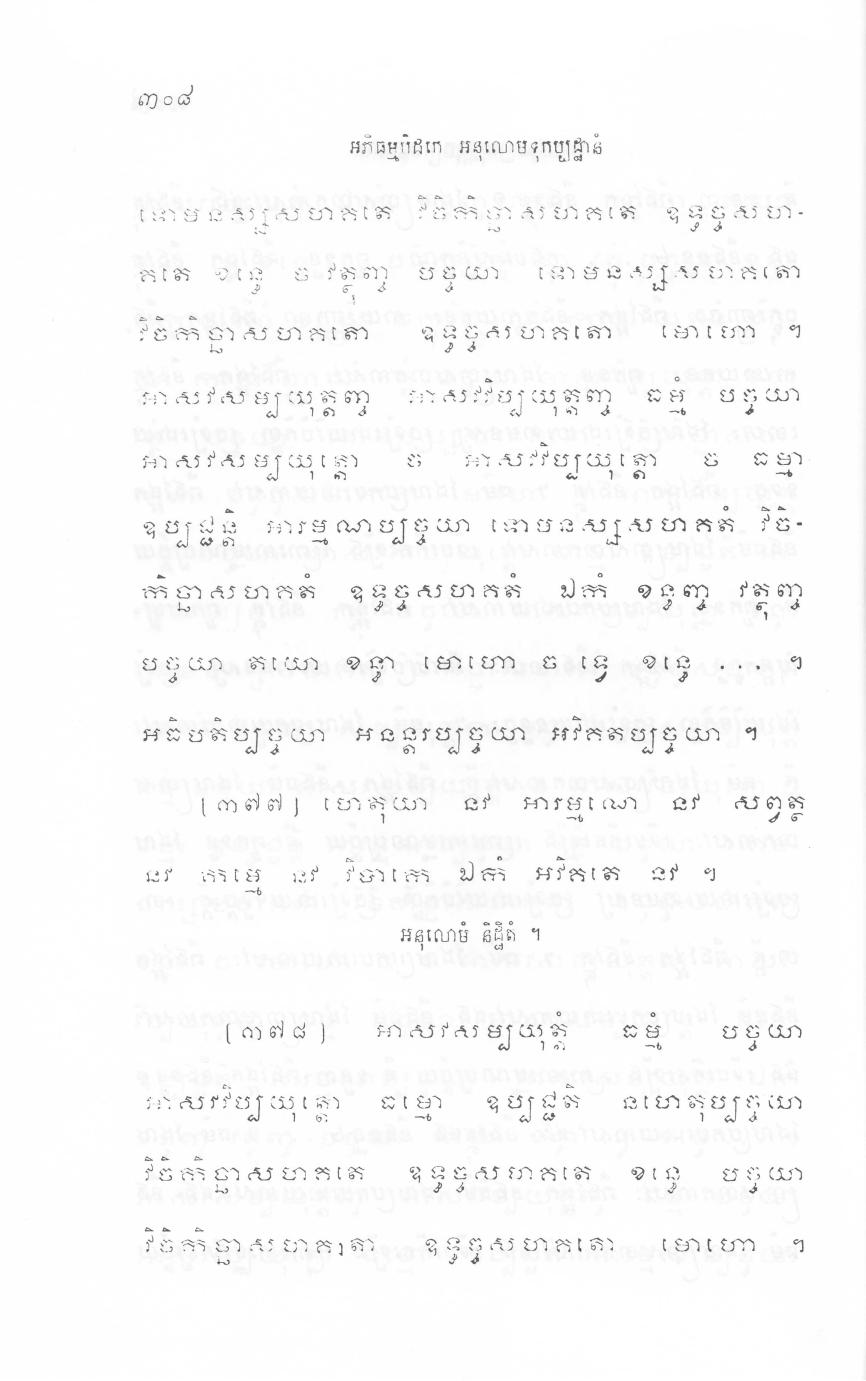 ៣០៨
អភិធម្មបិដកេ អនុលោមទុកប្បដ្ឋានំ
ទោមនស្សសហគតេ វិចិកិច្ឆាសហគតេ ឧទ្ធច្ចសហ-
គតេ ខន្ធេ ច វត្ថុញ្ច បច្ចយា ទោមនស្សសហគតោ
វិចិកិច្ឆាសហគតោ ឧទ្ធច្ចសហគតោ មោហោ ។
អាសវសម្បយុត្តញ្ច អាសវវិប្បយុត្តញ្ច ធម្មំ បច្ចយា
អាសវសម្បយុត្តោ ច អាសវវិប្បយុត្តោ ច ធម្មា
ឧប្បជ្ជន្តិ អារម្មណប្បច្ចយា ទោមនស្សសហគតំ វិចិ-
កិច្ឆាសហគតំ ឧទ្ធច្ចសហគតំ ឯកំ ខន្ធញ្ច វត្ថុញ្ច
បច្ចយា តយោ ខន្ធា មោហោ ច ទ្វេ ខន្ធេ ... ។
អធិបតិប្បច្ចយា អនន្តរប្បច្ចយា អវិគតប្បច្ចយា ។
[៣៧៧] ហេតុយា នវ អារម្មណេ នវ សព្វត្ថ
នវ កម្មេ នវ វិបាកេ ឯកំ អវិគតេ នវ ។
អនុលោមំ និដ្ឋិតំ ។
[៣៧៨] អាសវសម្បយុត្តំ ធម្មំ បច្ចយា
អាសវវិប្បយុត្តោ ធម្មោ ឧប្បជ្ជតិ នហេតុប្បច្ចយា
វិចិកិច្ឆាសហគតេ ឧទ្ធច្ចសហគតេ ខន្ធេ បច្ចយា
វិចិកិច្ឆាសហគតោ ឧទ្ធច្ចសហគតោ មោហោ ។